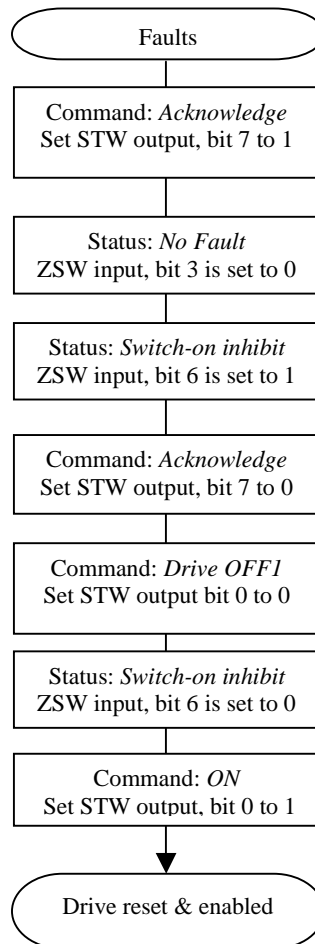 Faults
Command: Acknowledge
Set STW output, bit 7 to 1
Status: No Fault
ZSW input, bit 3 is set to 0
Status: Switch-on inhibit
ZSW input, bit 6 is set to 1
Command: Acknowledge
Set STW output, bit 7 to 0
Command: Drive OFF1
Set STW output bit 0 to 0
Status: Switch-on inhibit
ZSW input, bit 6 is set to 0
Command: ON
Set STW output, bit 0 to 1
Drive reset & enabled